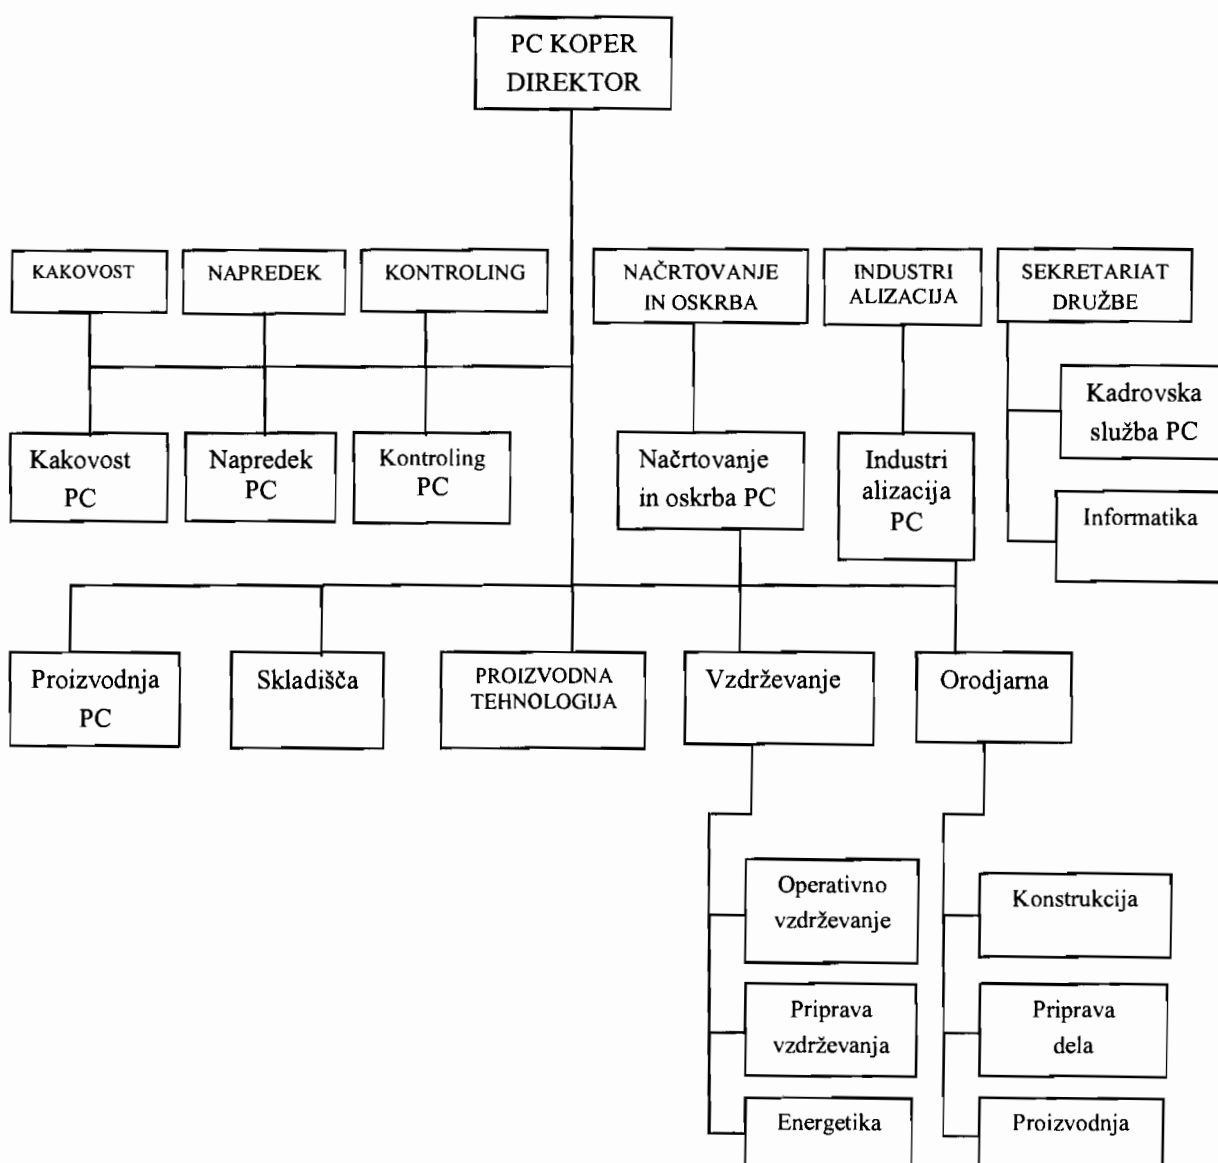 PC KOPER
DIREKTOR
KAKOVOST
NAPREDEK
KONTROLING
NAČRTOVANJE
IN OSKRBA
INDUSTRI
ALIZACIJA
SEKRETARIAT
DRUŽBE
Kadrovska
služba PC
Kakovost
PC
Napredek
PC
Kontroling
PC
Načrtovanje
in oskrba PC
Industri
alizacija
PC
Informatika
Proizvodnja
PC
Skladišča
PROIZVODNA
TEHNOLOGIJA
Vzdrževanje
Orodjarna
Operativno
vzdrževanje
Konstrukcija
Priprava
vzdrževanja
Priprava
dela
Energetika
Proizvodnja